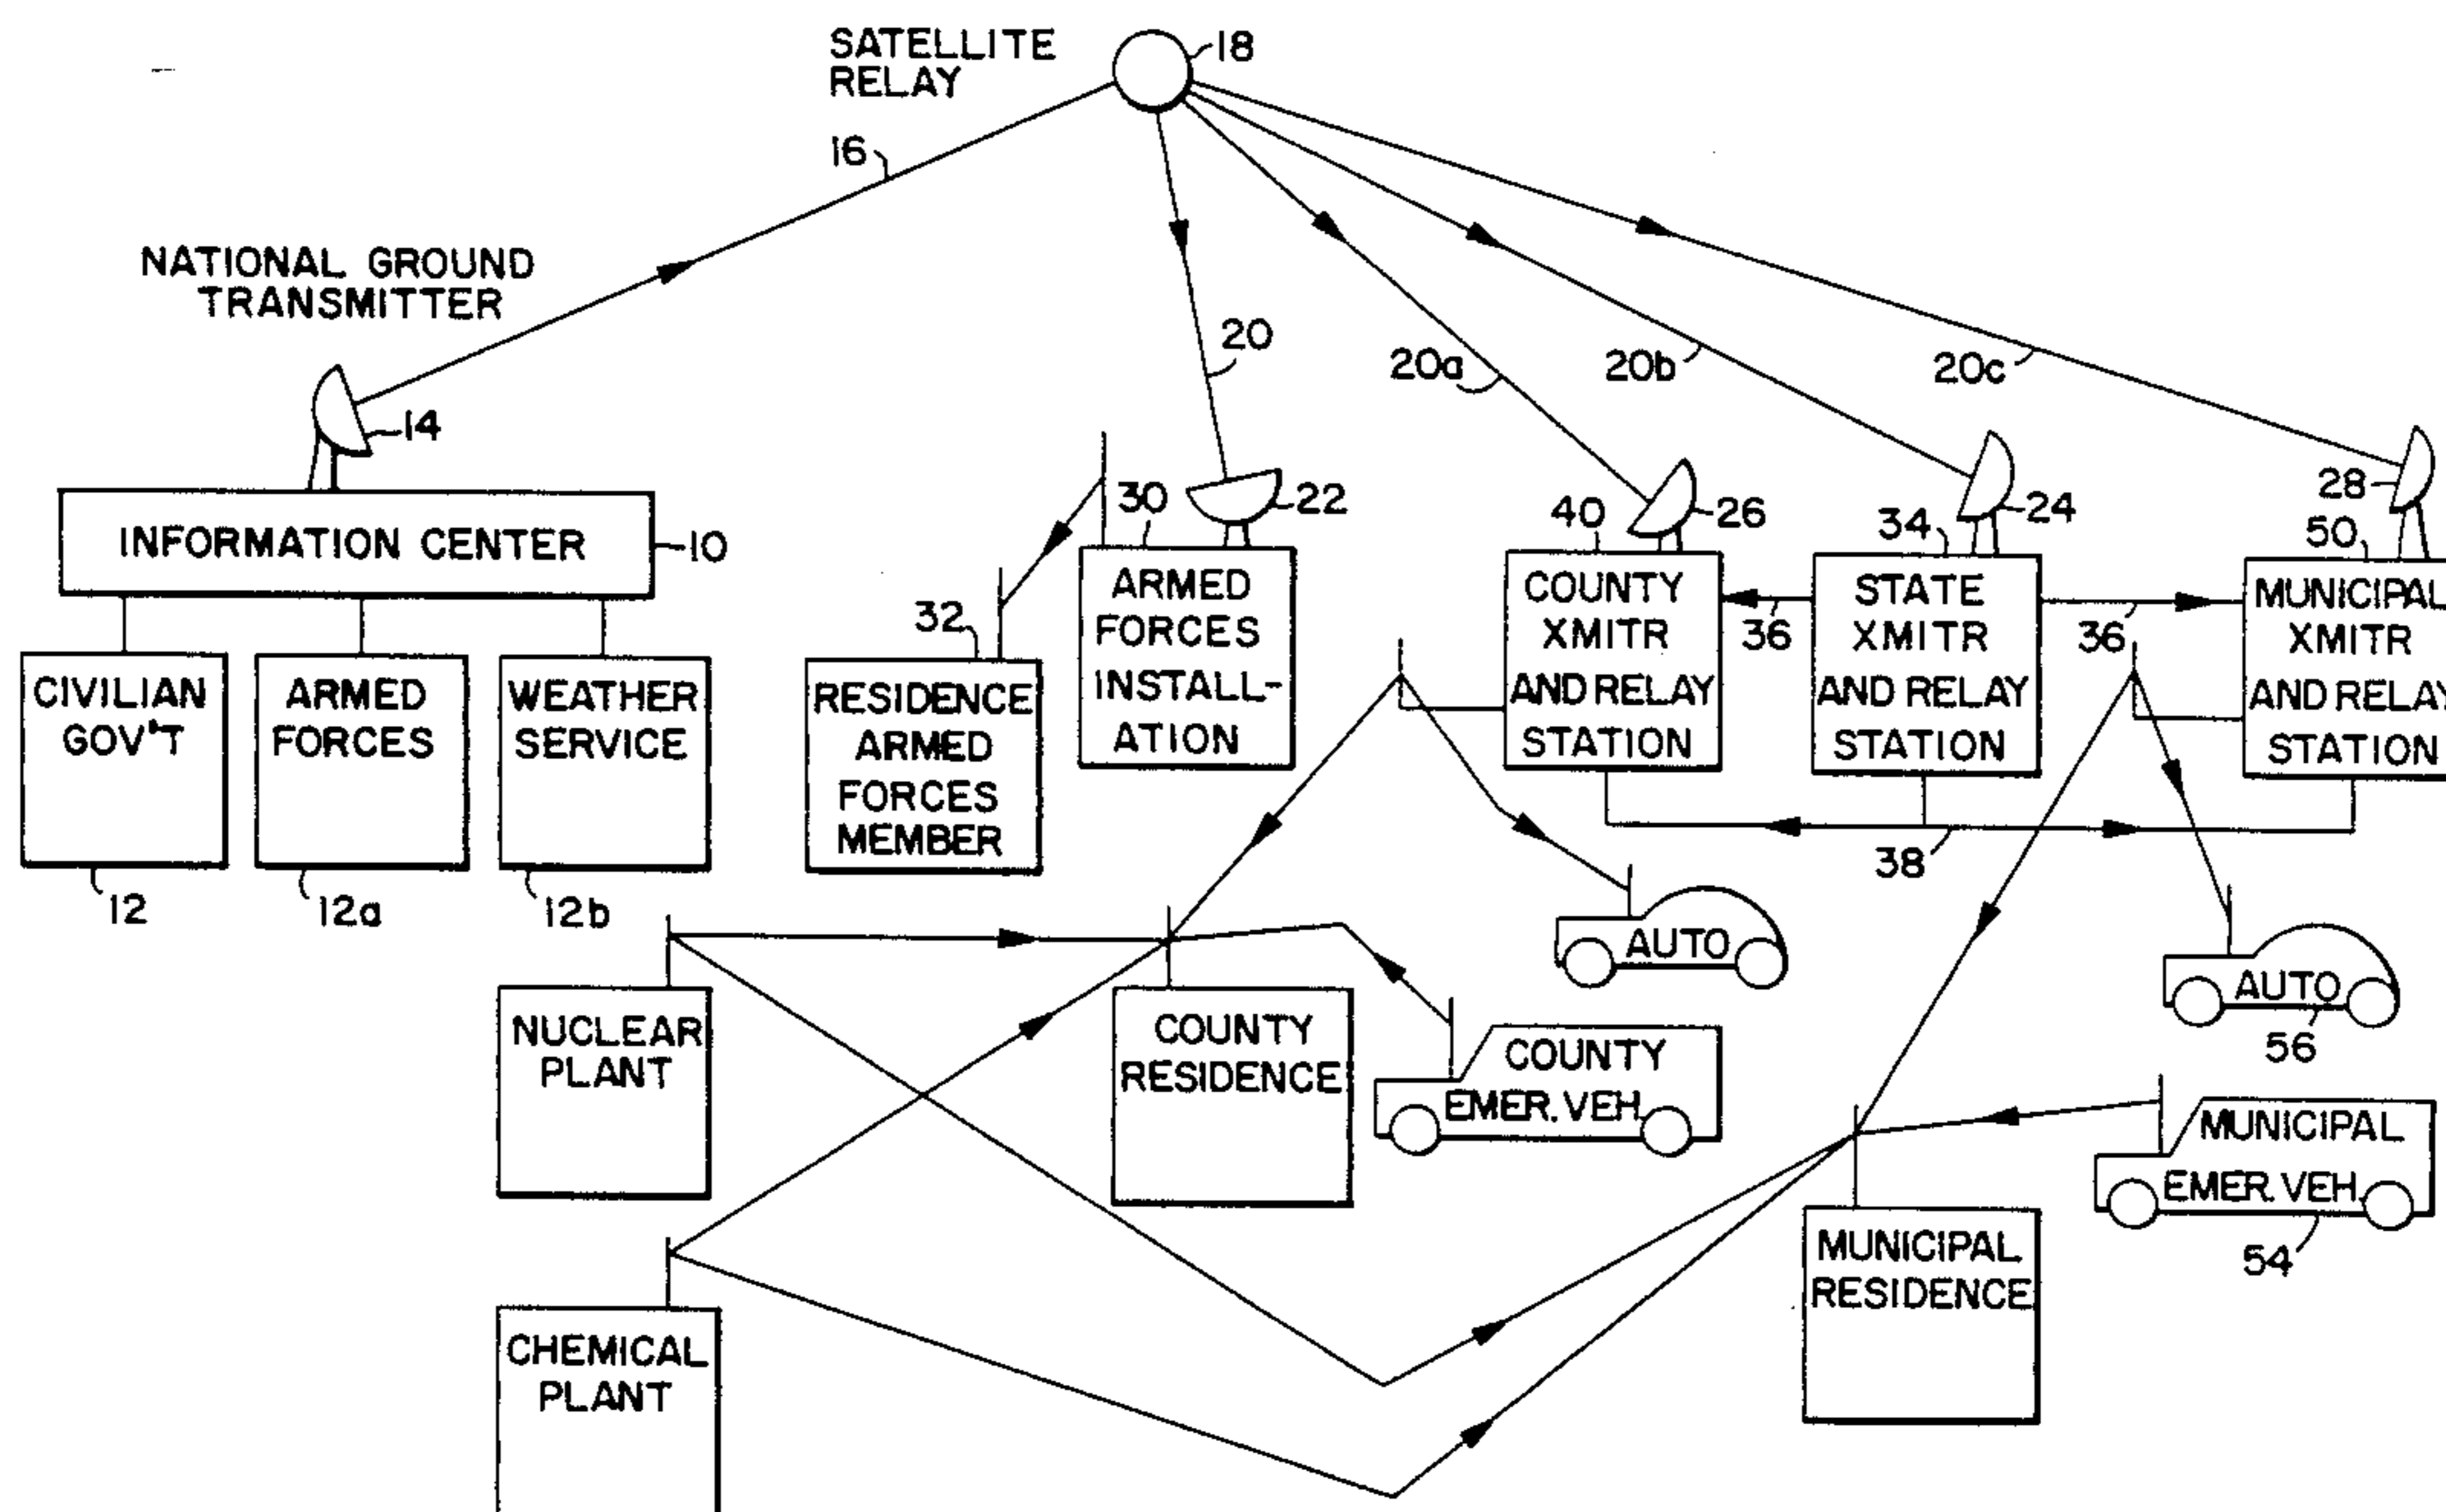 SATELLITE
RELAY
18
16
NATIONAL GROUND
TRANSMITTER
14
20
20a
20b
20c
INFORMATION CENTER
10
30
22
40
26
34
24
28
50
CIVILIAN
GOV'T
12
ARMED
FORCES
12a
WEATHER
SERVICE
12b
32
RESIDENCE
ARMED
FORCES
MEMBER
ARMED
FORCES
INSTALL-
ATION
COUNTY
XMITR
AND RELAY
STATION
36
STATE
XMITR
AND RELAY
STATION
36
MUNICIPAL
XMITR
AND RELAY
STATION
38
AUTO
AUTO
56
NUCLEAR
PLANT
COUNTY
RESIDENCE
COUNTY
EMER. VEH.
MUNICIPAL
EMER. VEH.
54
MUNICIPAL
RESIDENCE
CHEMICAL
PLANT